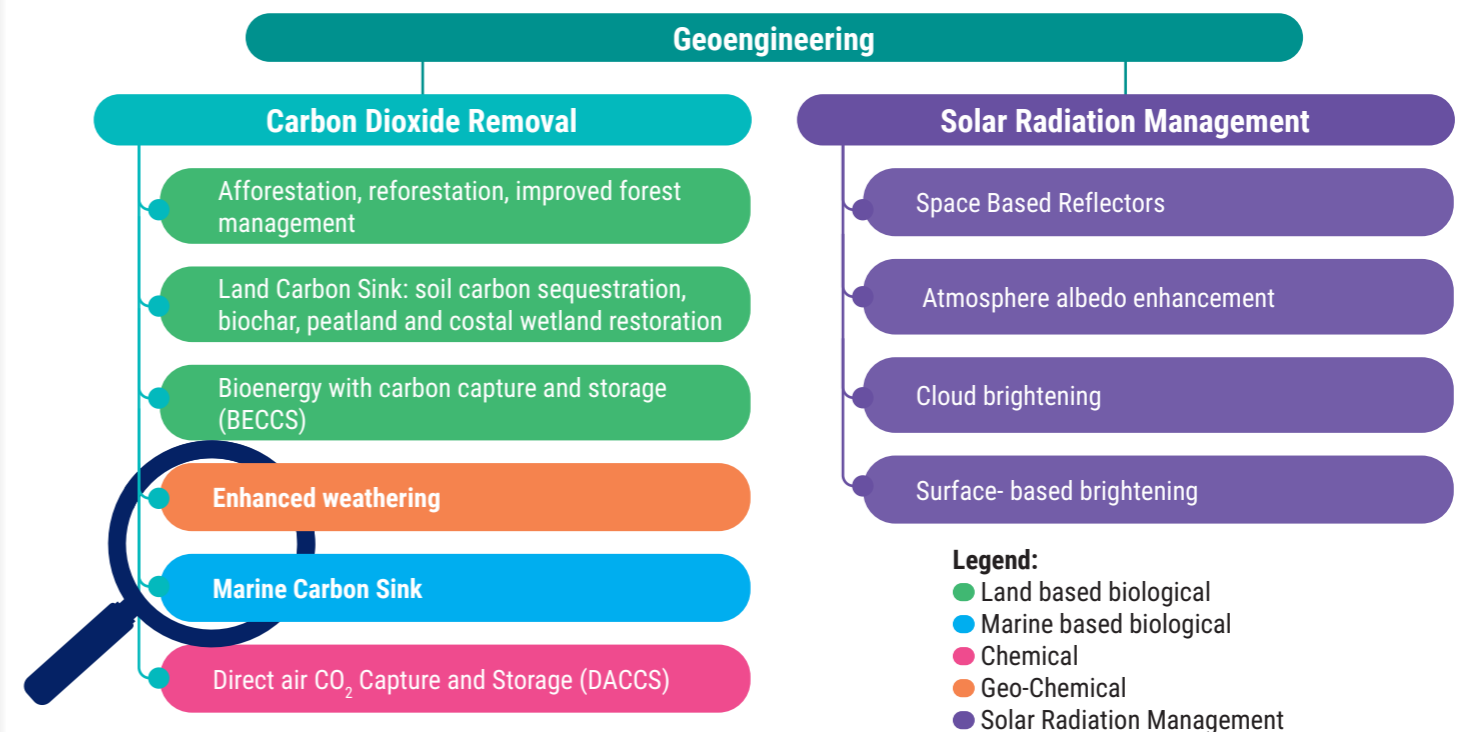 Geoengineering
Carbon Dioxide Removal
Afforestation, reforestation, improved forest
management
Land Carbon Sink: soil carbon sequestration,
biochar, peatland and costal wetland restoration
Bioenergy with carbon capture and storage
(BECCS)
Enhanced weathering
Marine Carbon Sink
Direct air CO₂ Capture and Storage (DACCS)
Solar Radiation Management
Space Based Reflectors
Atmosphere albedo enhancement
Cloud brightening
Surface- based brightening
Legend:
Land based biological
Marine based biological
Chemical
Geo-Chemical
Solar Radiation Management